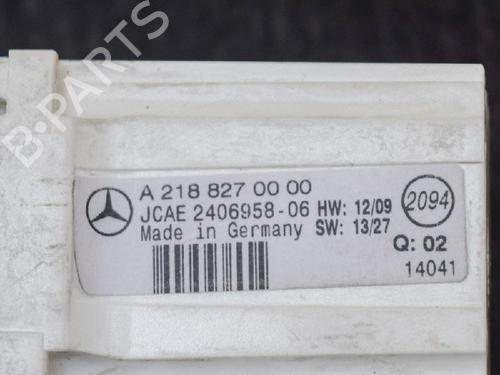 B·PARTS
A 218 827 00 00
JCAE 2406958-06 HW: 12/09
Made in Germany SW: 13/27
2094
Q: 02
14041